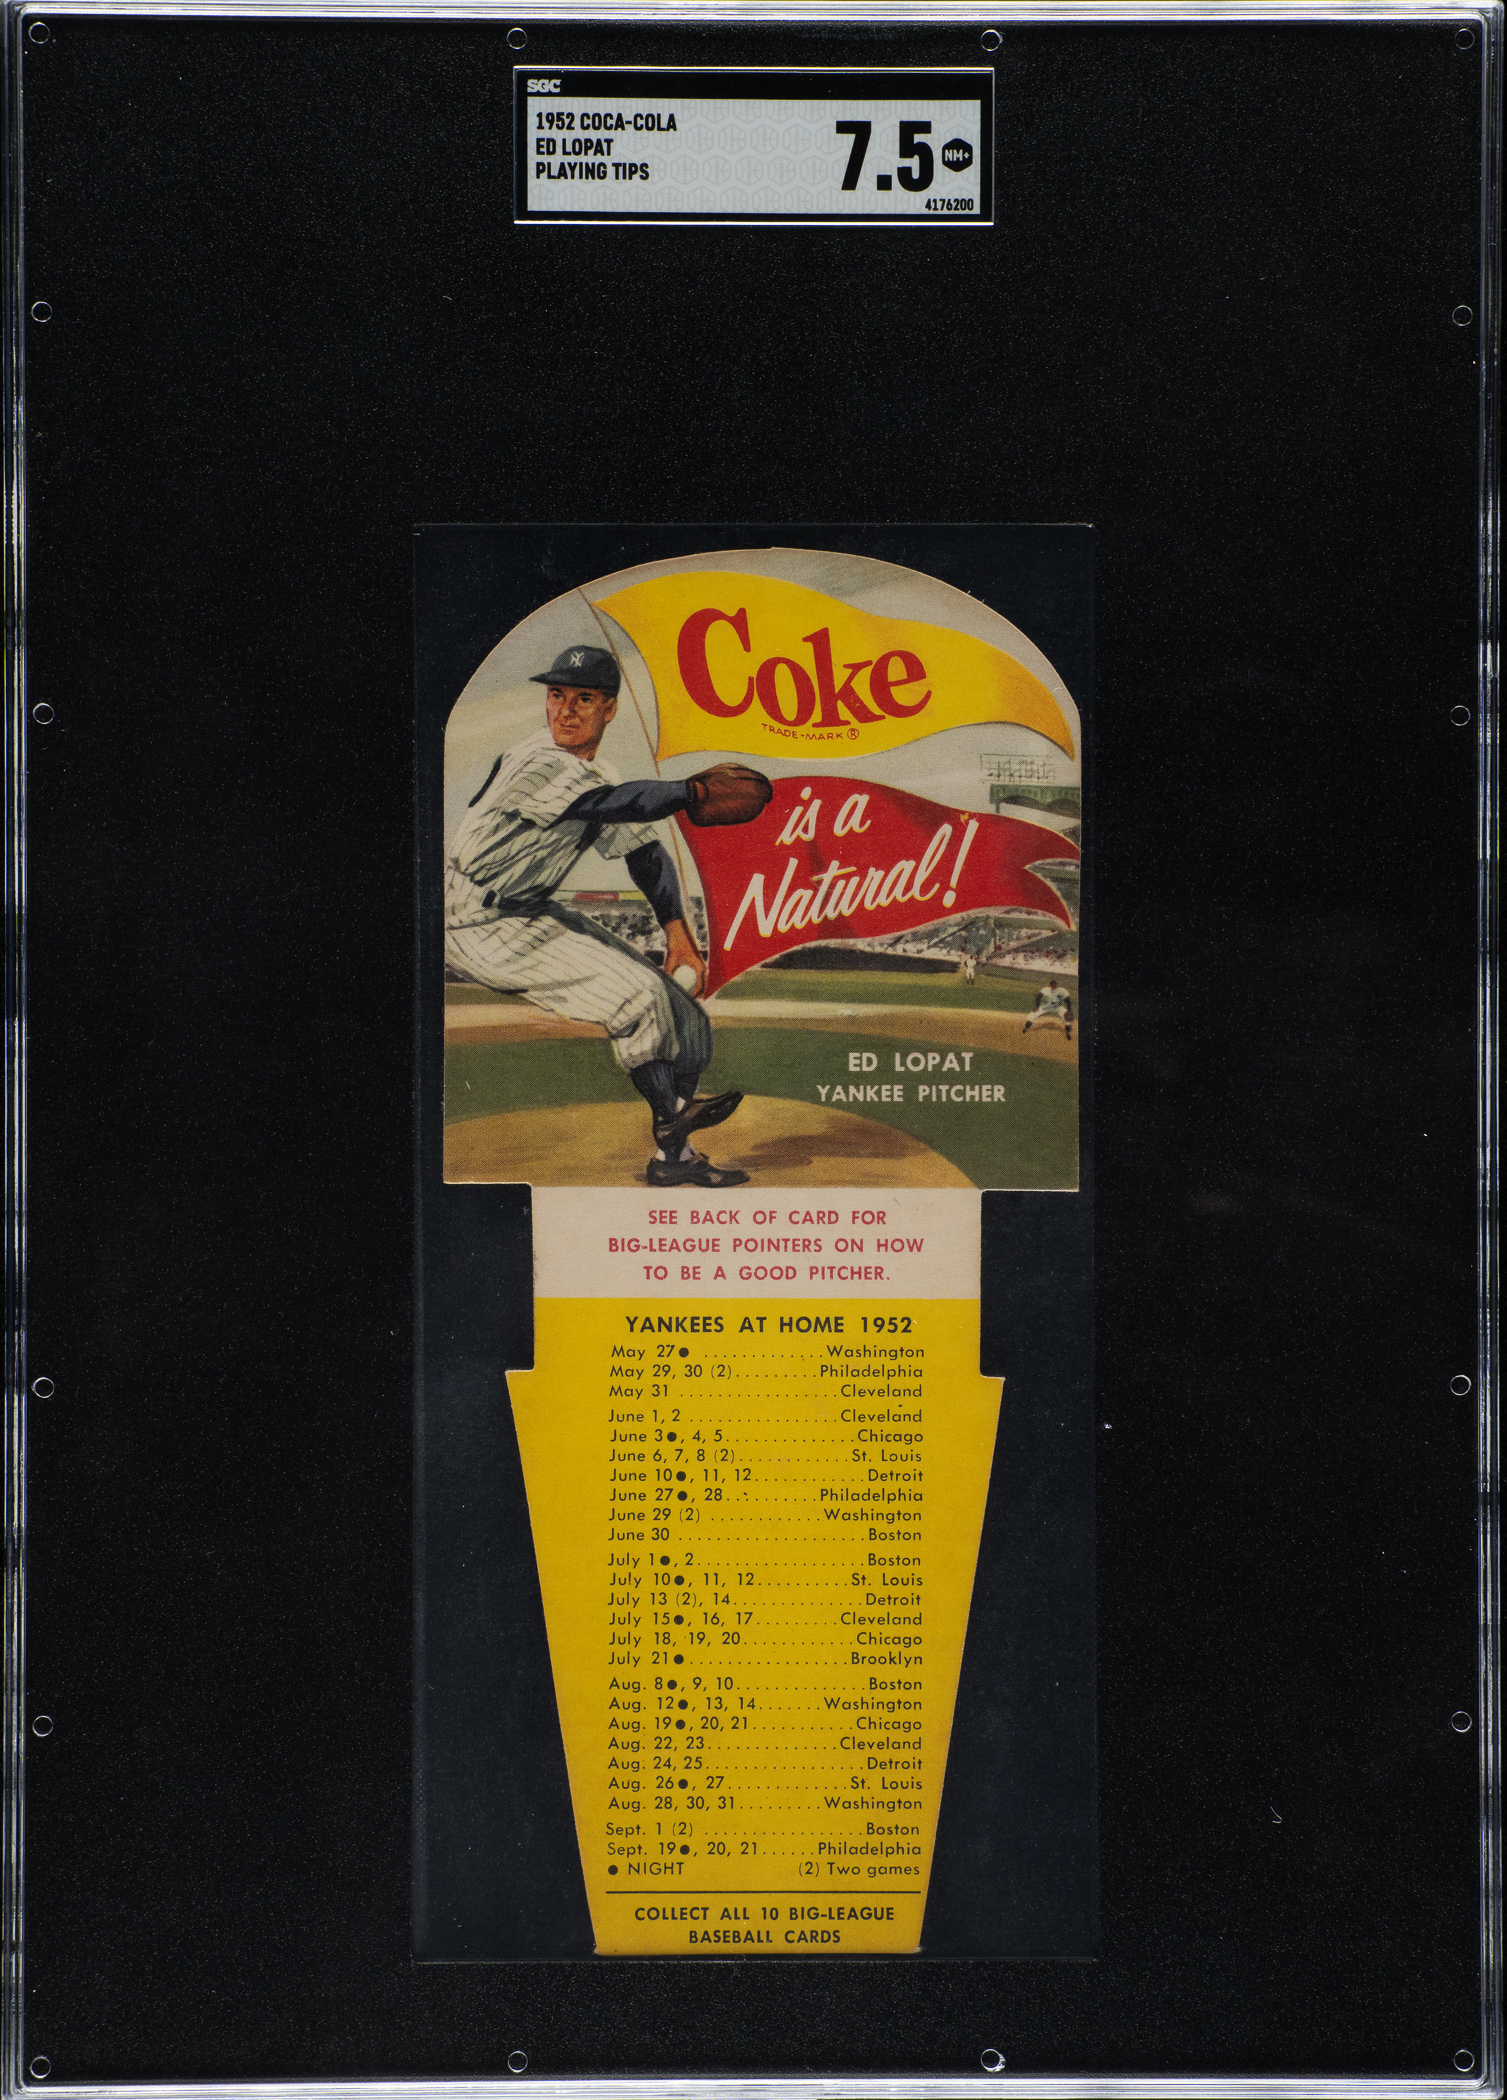 SGC
1952 COCA-COLA
ED LOPAT
PLAYING TIPS
7.5 NM+
4176200
NY
Coke
TRADE-MARK ®
is a
Natural!
ED LOPAT
YANKEE PITCHER
SEE BACK OF CARD FOR
BIG-LEAGUE POINTERS ON HOW
TO BE A GOOD PITCHER.
YANKEES AT HOME 1952
May 27● .............Washington
May 29, 30 (2).........Philadelphia
May 31 .................Cleveland
June 1, 2 ................Cleveland
June 3●, 4, 5..............Chicago
June 6, 7, 8 (2)............St. Louis
June 10●, 11, 12............Detroit
June 27●, 28..........Philadelphia
June 29 (2) ............Washington
June 30 ....................Boston
July 1●, 2..................Boston
July 10●, 11, 12..........St. Louis
July 13 (2), 14..............Detroit
July 15●, 16, 17.........Cleveland
July 18, 19, 20............Chicago
July 21●.................Brooklyn
Aug. 8●, 9, 10..............Boston
Aug. 12●, 13, 14.......Washington
Aug. 19●, 20, 21...........Chicago
Aug. 22, 23..............Cleveland
Aug. 24, 25.................Detroit
Aug. 26●, 27.............St. Louis
Aug. 28, 30, 31.........Washington
Sept. 1 (2) .................Boston
Sept. 19●, 20, 21......Philadelphia
● NIGHT (2) Two games
COLLECT ALL 10 BIG-LEAGUE
BASEBALL CARDS